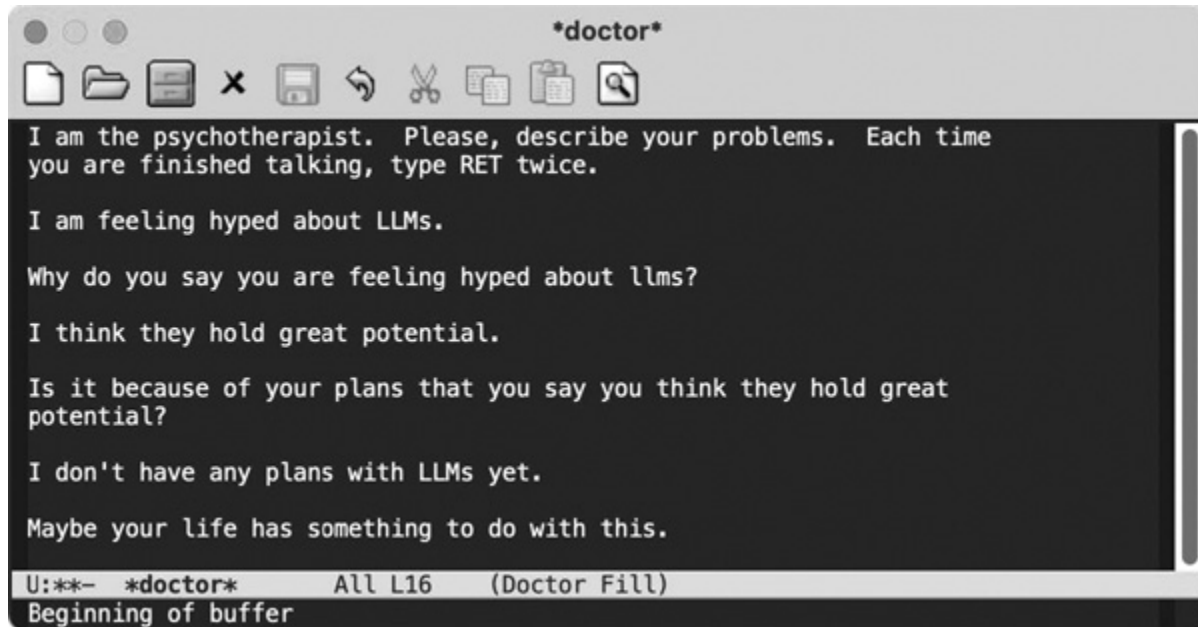 *doctor*
I am the psychotherapist.  Please, describe your problems.  Each time
you are finished talking, type RET twice.
I am feeling hyped about LLMs.
Why do you say you are feeling hyped about llms?
I think they hold great potential.
Is it because of your plans that you say you think they hold great
potential?
I don't have any plans with LLMs yet.
Maybe your life has something to do with this.
U:**-  *doctor*      All L16    (Doctor Fill)
Beginning of buffer